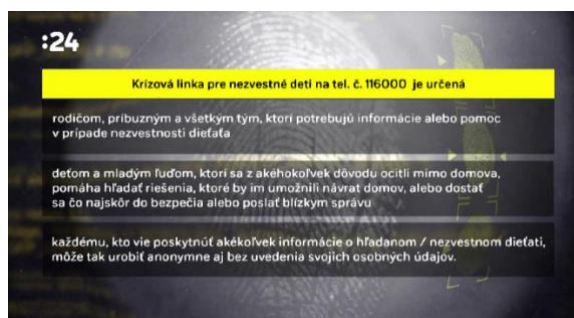 :24
Krízová linka pre nezvestné deti na tel. č. 116000 je určená
rodičom, príbuzným a všetkým tým, ktorí potrebujú informácie alebo pomoc
v prípade nezvestnosti dieťaťa
deťom a mladým ľuďom, ktorí sa z akéhokoľvek dôvodu ocitli mimo domova,
pomáha hľadať riešenia, ktoré by im umožnili návrat domov, alebo dostať
sa čo najskôr do bezpečia alebo poslať blízkym správu
každému, kto vie poskytnúť akékoľvek informácie o hľadanom / nezvestnom dieťati,
môže tak urobiť anonymne aj bez uvedenia svojich osobných údajov.